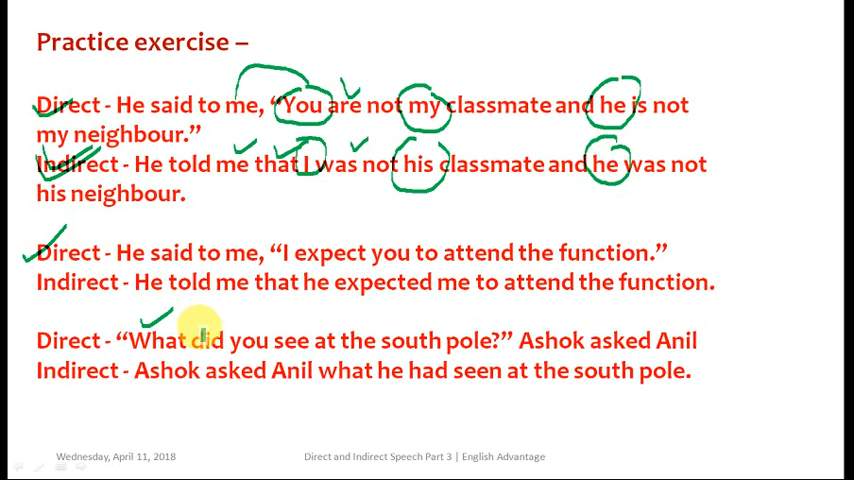 Practice exercise –
Direct - He said to me, “You are not my classmate and he is not
my neighbour.”
Indirect - He told me that I was not his classmate and he was not
his neighbour.
Direct - He said to me, “I expect you to attend the function.”
Indirect - He told me that he expected me to attend the function.
Direct - “What did you see at the south pole?” Ashok asked Anil
Indirect - Ashok asked Anil what he had seen at the south pole.
Wednesday, April 11, 2018 Direct and Indirect Speech Part 3 | English Advantage